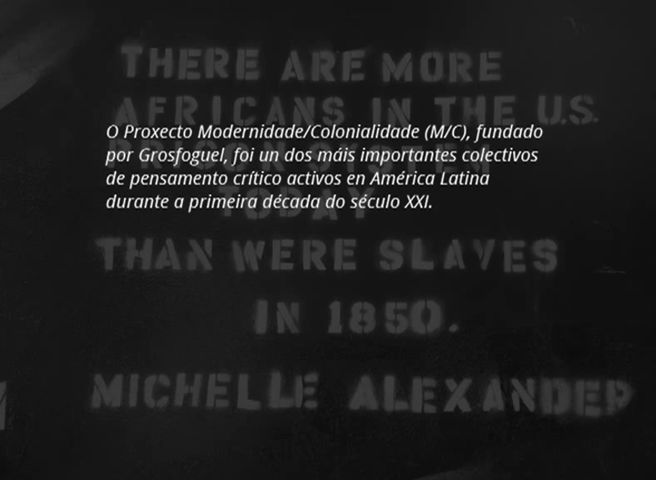 THERE ARE MORE
AFRICANS IN THE U.S.
O Proxecto Modernidade/Colonialidade (M/C), fundado
por Grosfoguel, foi un dos máis importantes colectivos
de pensamento crítico activos en América Latina
durante a primeira década do século XXI.
TODAY
THAN WERE SLAVES
IN 1850.
MICHELLE ALEXANDER